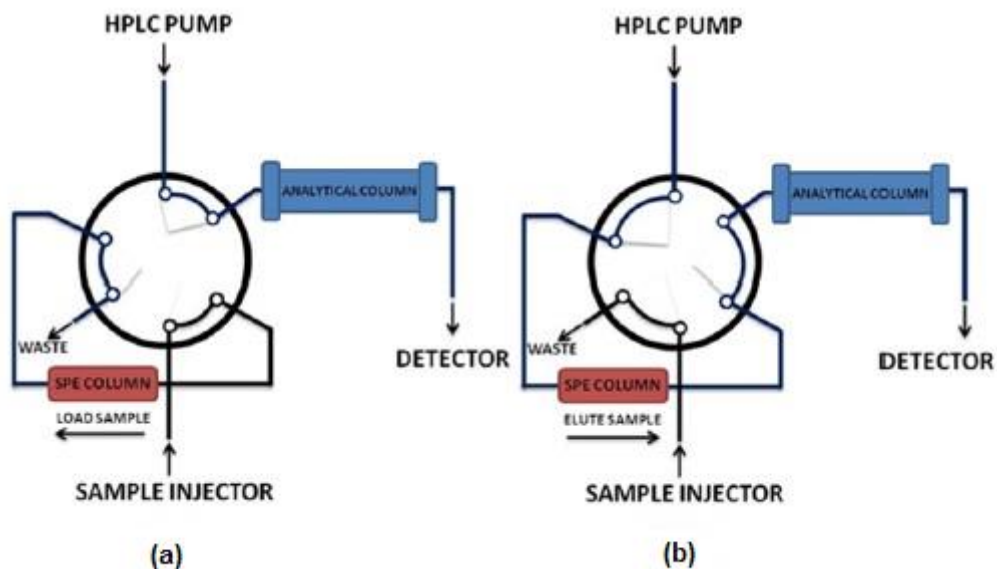 HPLC PUMP
ANALYTICAL COLUMN
WASTE
SPE COLUMN
LOAD SAMPLE
DETECTOR
SAMPLE INJECTOR
(a)
HPLC PUMP
ANALYTICAL COLUMN
WASTE
SPE COLUMN
ELUTE SAMPLE
DETECTOR
SAMPLE INJECTOR
(b)